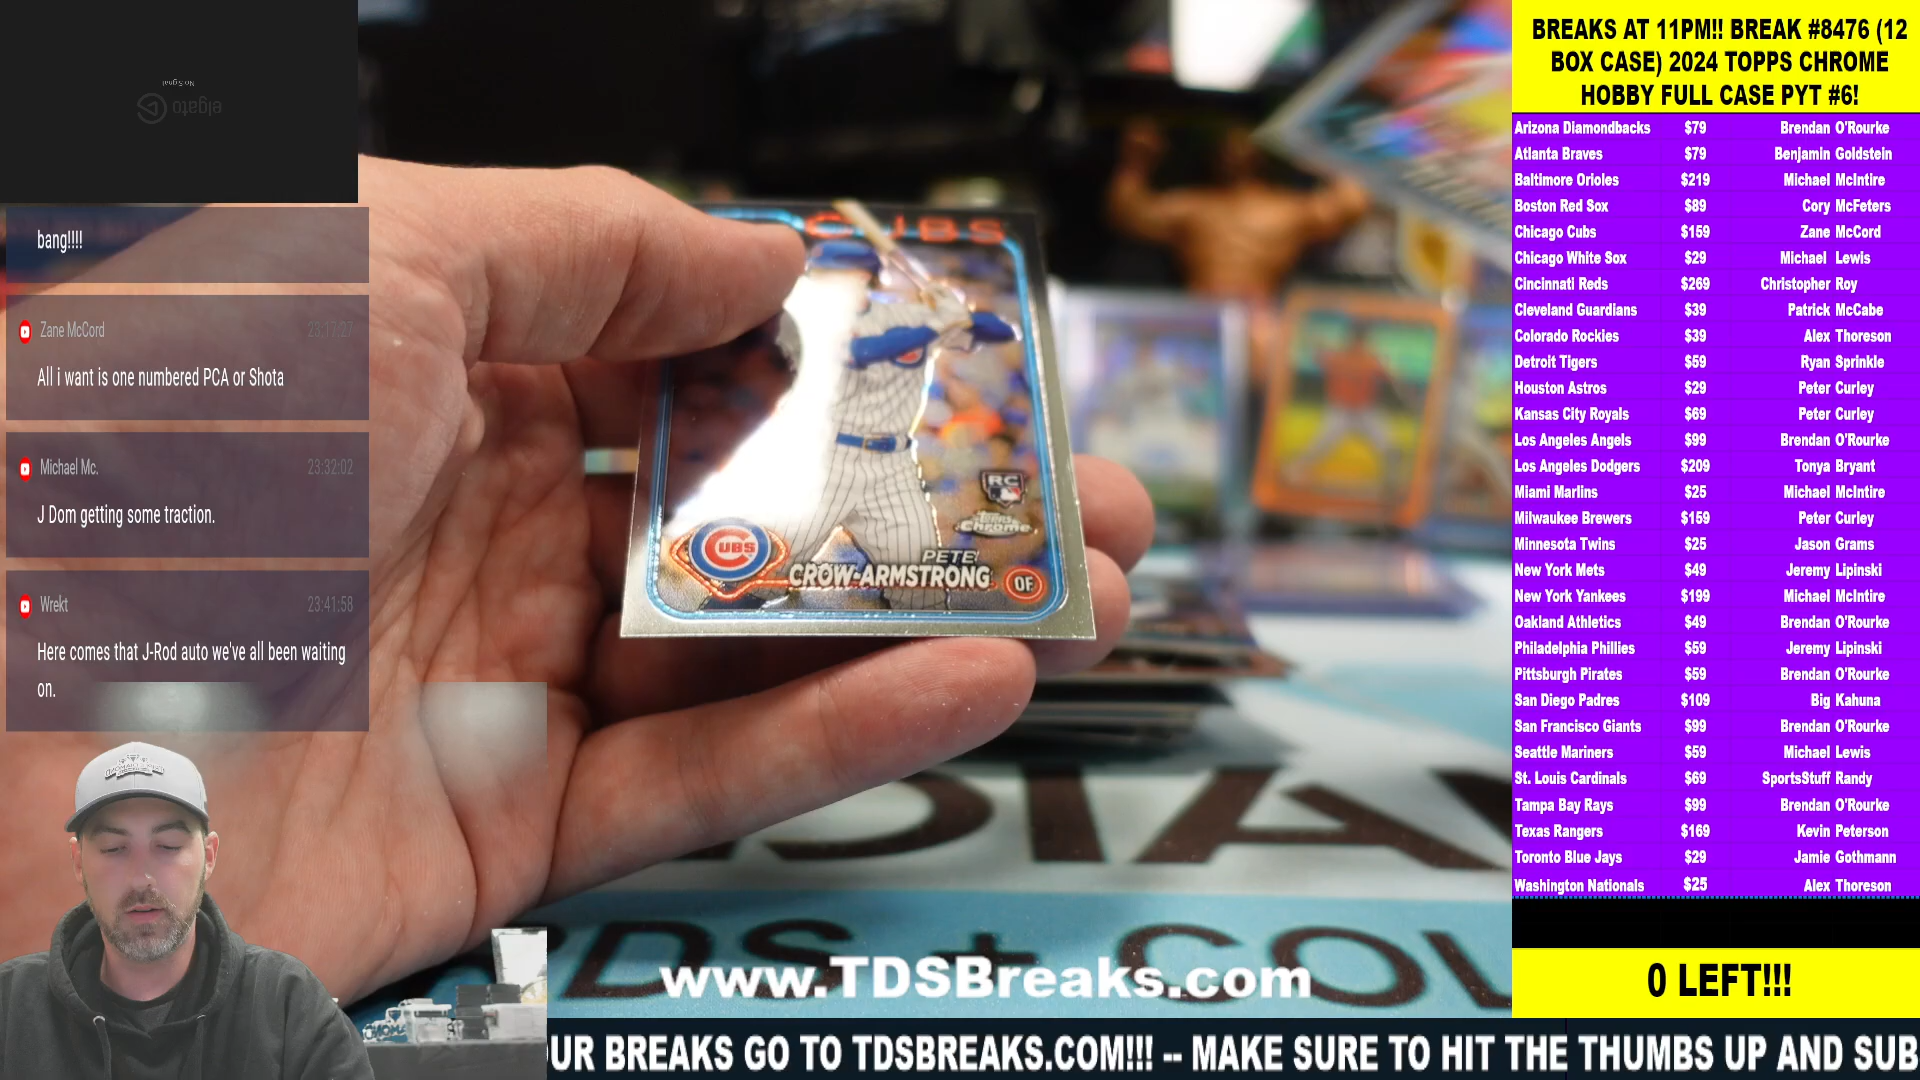 No Signal
elgato
bang!!!!
Zane McCord 23:17:27
All i want is one numbered PCA or Shota
Michael Mc. 23:32:02
J Dom getting some traction.
Wrekt 23:41:58
Here comes that J-Rod auto we've all been waiting
on.
CUBS
RC
Topps
Chrome
CUBS
PETE
CROW-ARMSTRONG
OF
BREAKS AT 11PM!! BREAK #8476 (12
BOX CASE) 2024 TOPPS CHROME
HOBBY FULL CASE PYT #6!
Arizona Diamondbacks $79 Brendan O'Rourke
Atlanta Braves $79 Benjamin Goldstein
Baltimore Orioles $219 Michael McIntire
Boston Red Sox $89 Cory McFeters
Chicago Cubs $159 Zane McCord
Chicago White Sox $29 Michael Lewis
Cincinnati Reds $269 Christopher Roy
Cleveland Guardians $39 Patrick McCabe
Colorado Rockies $39 Alex Thoreson
Detroit Tigers $59 Ryan Sprinkle
Houston Astros $29 Peter Curley
Kansas City Royals $69 Peter Curley
Los Angeles Angels $99 Brendan O'Rourke
Los Angeles Dodgers $209 Tonya Bryant
Miami Marlins $25 Michael McIntire
Milwaukee Brewers $159 Peter Curley
Minnesota Twins $25 Jason Grams
New York Mets $49 Jeremy Lipinski
New York Yankees $199 Michael McIntire
Oakland Athletics $49 Brendan O'Rourke
Philadelphia Phillies $59 Jeremy Lipinski
Pittsburgh Pirates $59 Brendan O'Rourke
San Diego Padres $109 Big Kahuna
San Francisco Giants $99 Brendan O'Rourke
Seattle Mariners $59 Michael Lewis
St. Louis Cardinals $69 SportsStuff Randy
Tampa Bay Rays $99 Brendan O'Rourke
Texas Rangers $169 Kevin Peterson
Toronto Blue Jays $29 Jamie Gothmann
Washington Nationals $25 Alex Thoreson
0 LEFT!!!
www.TDSBreaks.com
UR BREAKS GO TO TDSBREAKS.COM!!! -- MAKE SURE TO HIT THE THUMBS UP AND SUB